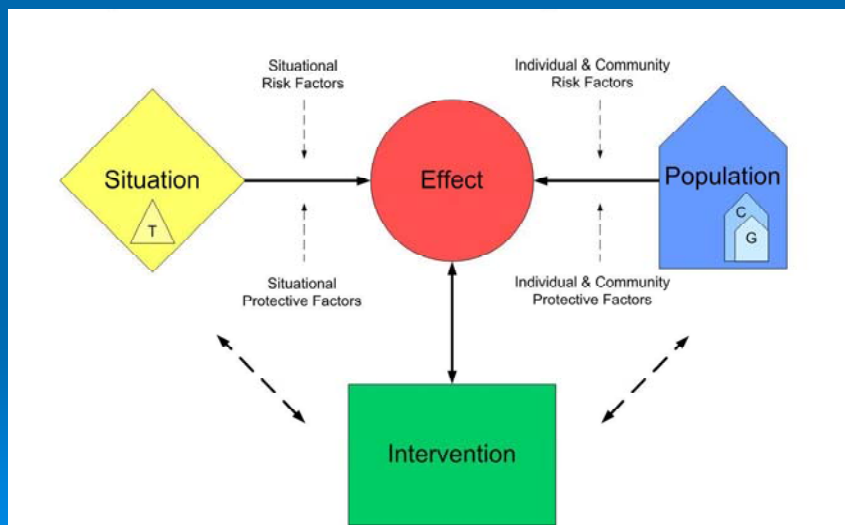 Situational
Risk Factors
Individual & Community
Risk Factors
Situation
T
Effect
Population
C
G
Situational
Protective Factors
Individual & Community
Protective Factors
Intervention